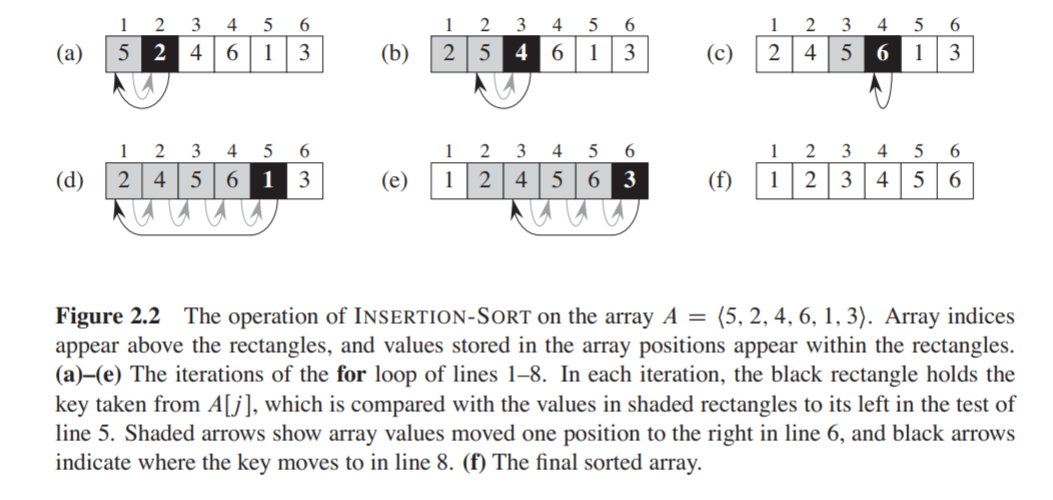 1 2 3 4 5 6 1 2 3 4 5 6 1 2 3 4 5 6
(a) 5 2 4 6 1 3 (b) 2 5 4 6 1 3 (c) 2 4 5 6 1 3
1 2 3 4 5 6 1 2 3 4 5 6 1 2 3 4 5 6
(d) 2 4 5 6 1 3 (e) 1 2 4 5 6 3 (f) 1 2 3 4 5 6
Figure 2.2 The operation of INSERTION-SORT on the array A = ⟨5, 2, 4, 6, 1, 3⟩. Array indices
appear above the rectangles, and values stored in the array positions appear within the rectangles.
(a)–(e) The iterations of the for loop of lines 1–8. In each iteration, the black rectangle holds the
key taken from A[j], which is compared with the values in shaded rectangles to its left in the test of
line 5. Shaded arrows show array values moved one position to the right in line 6, and black arrows
indicate where the key moves to in line 8. (f) The final sorted array.